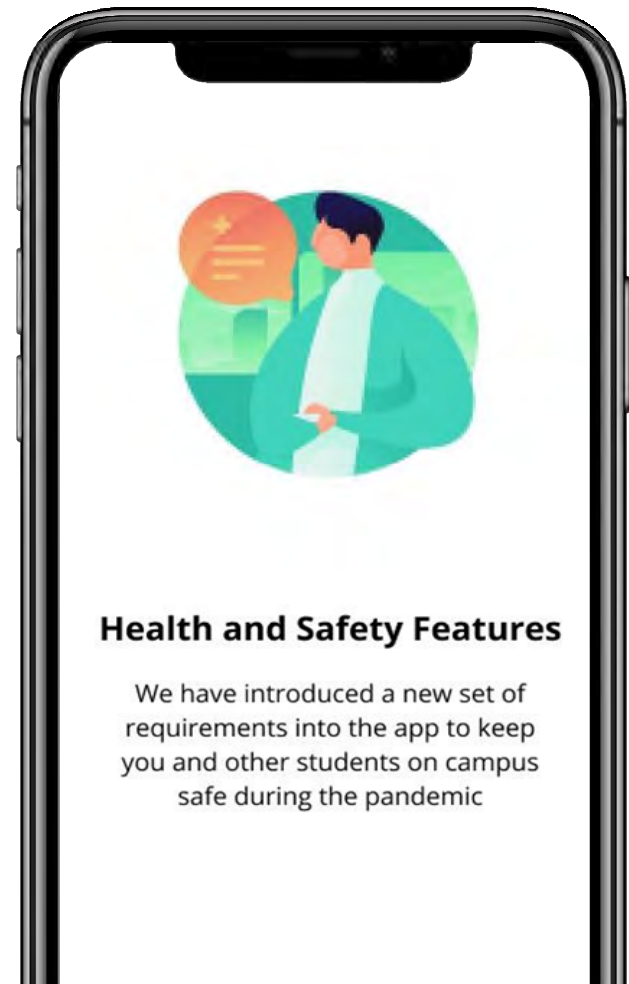 Health and Safety Features
We have introduced a new set of
requirements into the app to keep
you and other students on campus
safe during the pandemic